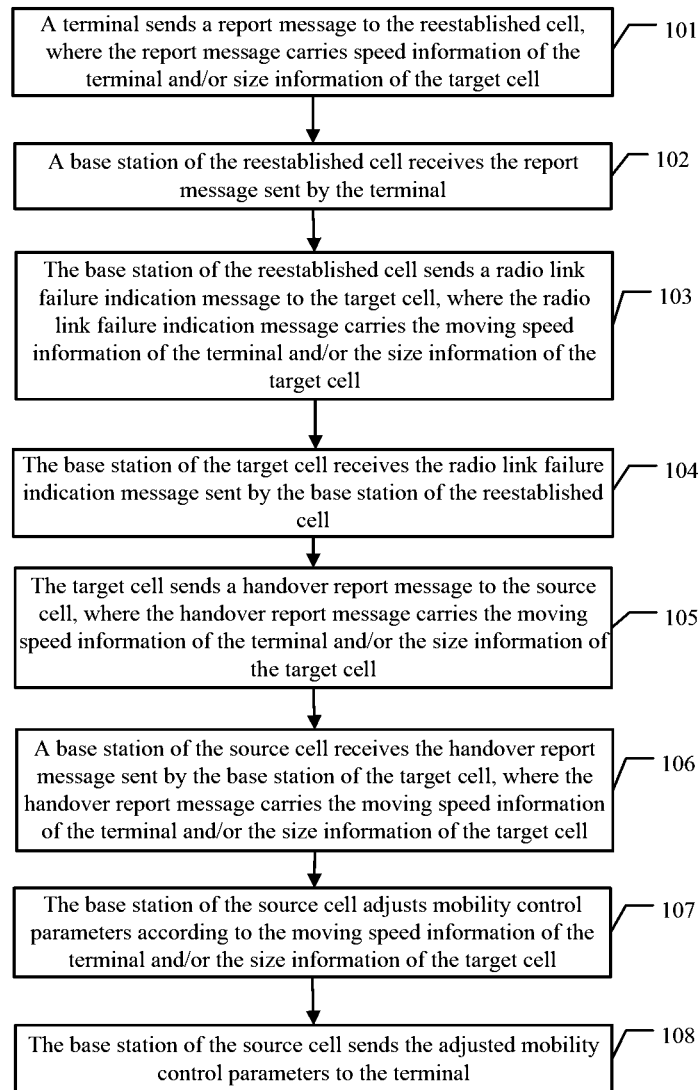 A terminal sends a report message to the reestablished cell,
where the report message carries speed information of the
terminal and/or size information of the target cell
101
A base station of the reestablished cell receives the report
message sent by the terminal
102
The base station of the reestablished cell sends a radio link
failure indication message to the target cell, where the radio
link failure indication message carries the moving speed
information of the terminal and/or the size information of the
target cell
103
The base station of the target cell receives the radio link failure
indication message sent by the base station of the reestablished
cell
104
The target cell sends a handover report message to the source
cell, where the handover report message carries the moving
speed information of the terminal and/or the size information of
the target cell
105
A base station of the source cell receives the handover report
message sent by the base station of the target cell, where the
handover report message carries the moving speed information
of the terminal and/or the size information of the target cell
106
The base station of the source cell adjusts mobility control
parameters according to the moving speed information of the
terminal and/or the size information of the target cell
107
The base station of the source cell sends the adjusted mobility
control parameters to the terminal
108